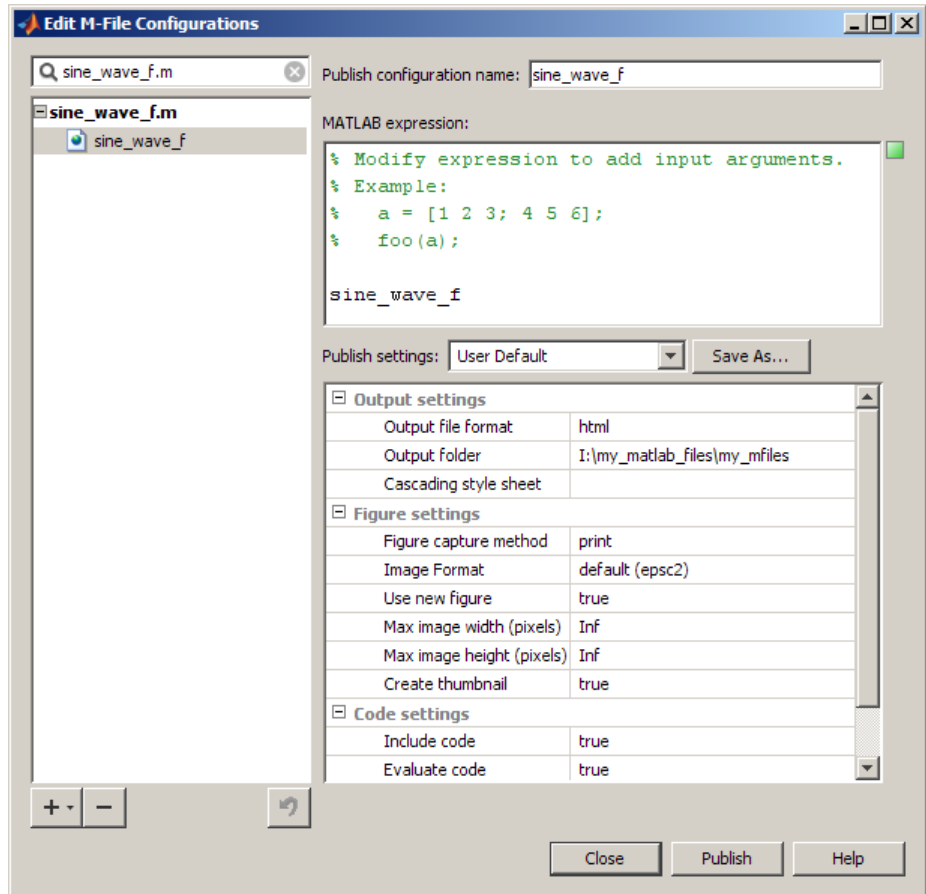 Edit M-File Configurations
sine_wave_f.m
sine_wave_f.m
sine_wave_f
Publish configuration name: sine_wave_f
MATLAB expression:
% Modify expression to add input arguments.
% Example:
%   a = [1 2 3; 4 5 6];
%   foo(a);
sine_wave_f
Publish settings: User Default Save As...
Output settings
Output file format html
Output folder I:\my_matlab_files\my_mfiles
Cascading style sheet
Figure settings
Figure capture method print
Image Format default (epsc2)
Use new figure true
Max image width (pixels) Inf
Max image height (pixels) Inf
Create thumbnail true
Code settings
Include code true
Evaluate code true
Close Publish Help